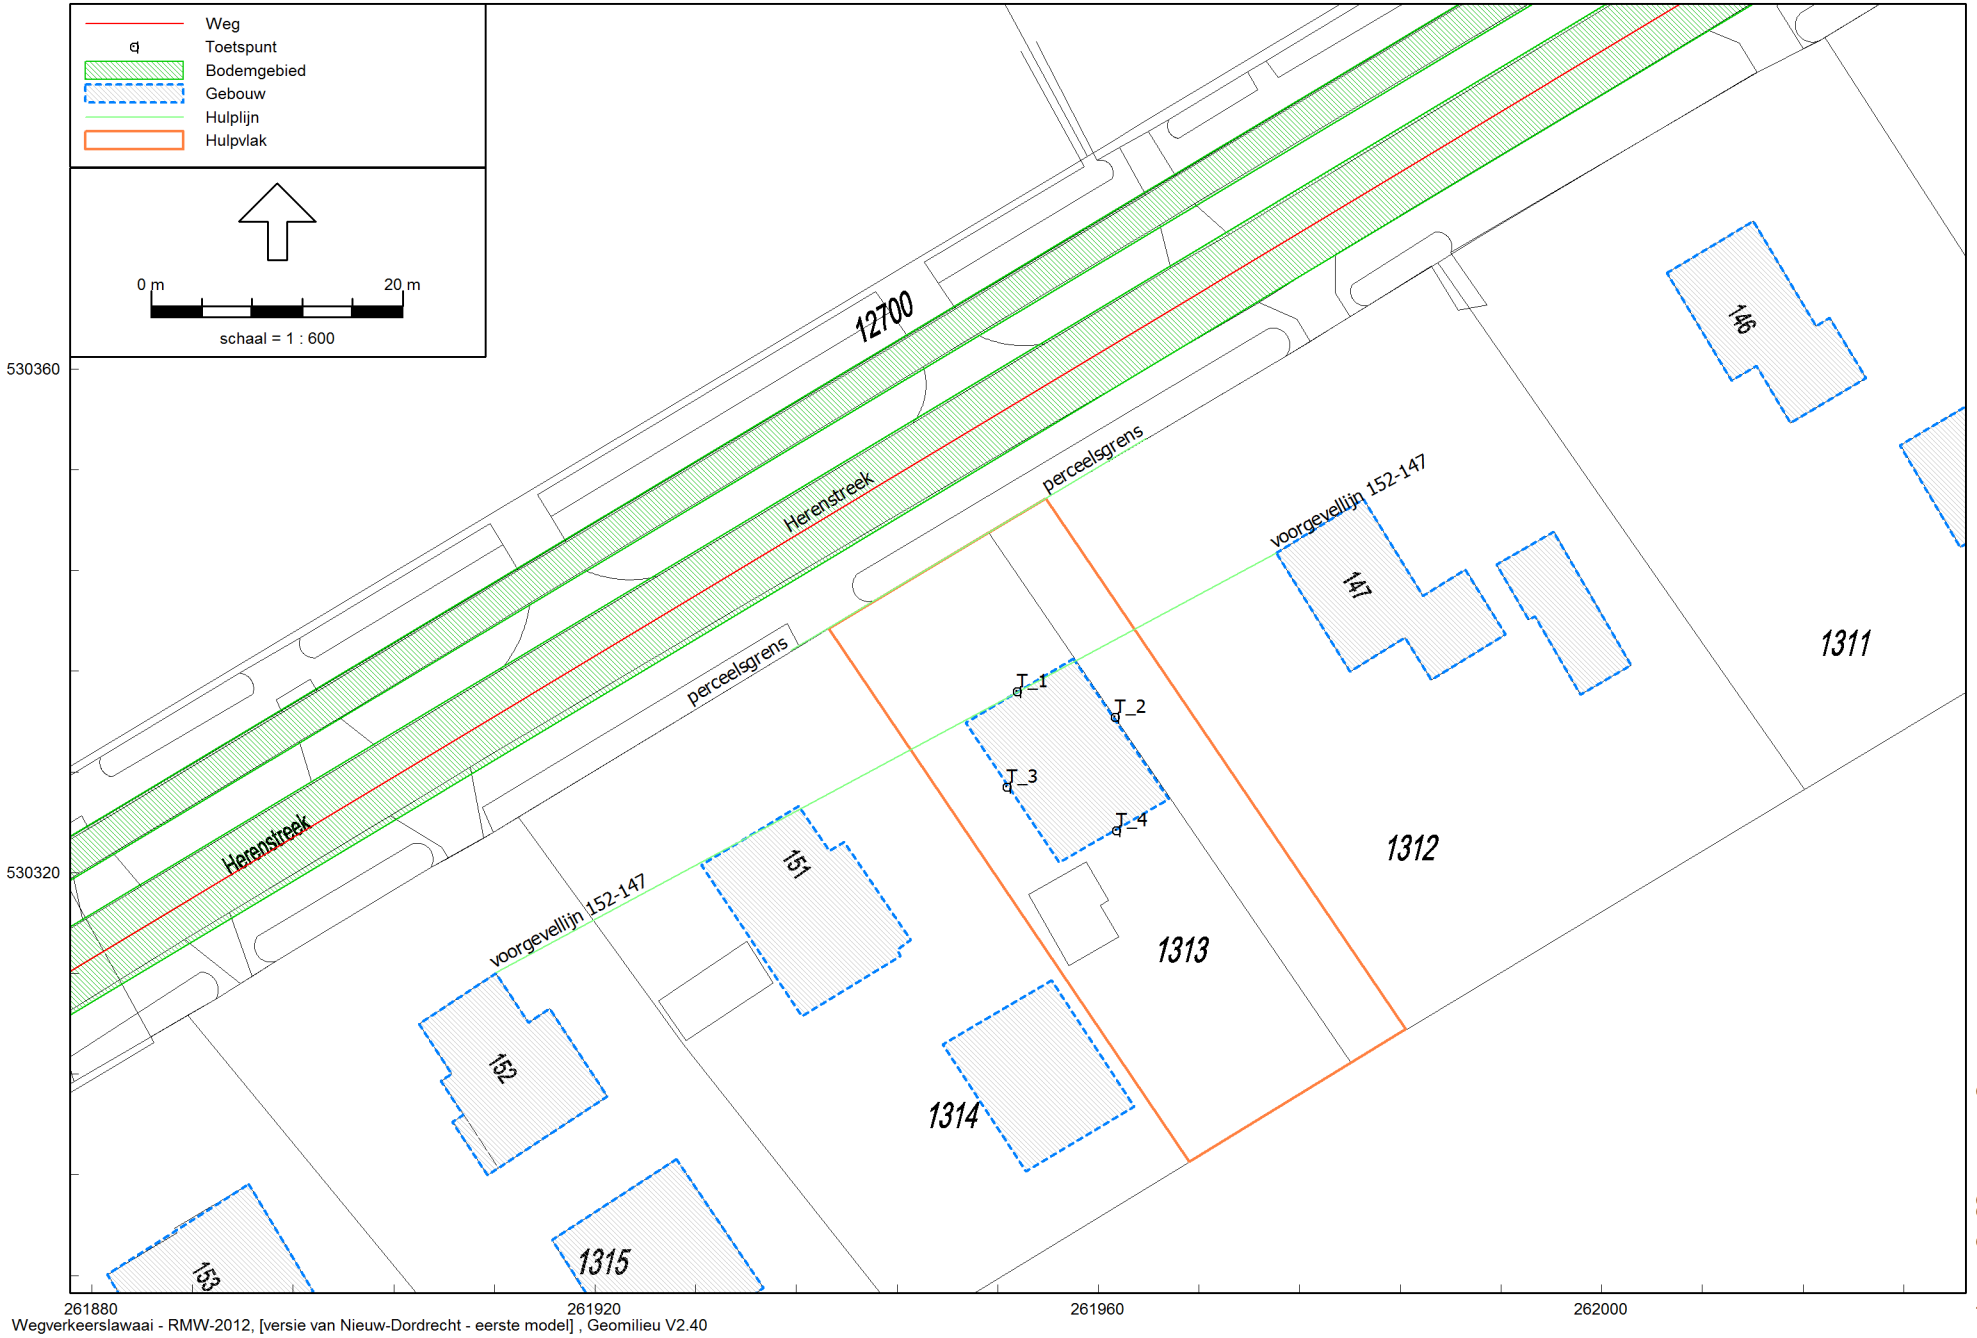 Weg
Toetspunt
Bodemgebied
Gebouw
Hulplijn
Hulpvlak
0 m 20 m
schaal = 1 : 600
12700
530360
146
perceelsgrens
voorgevellijn 152-147
Herenstreek
147
1311
perceelsgrens
T_1
T_2
T_3
T_4
Herenstreek
530320
151
1312
voorgevellijn 152-147
1313
152
1314
1315
153
261880 261920 261960 262000
Wegverkeerslawaai - RMW-2012, [versie van Nieuw-Dordrecht - eerste model] , Geomilieu V2.40